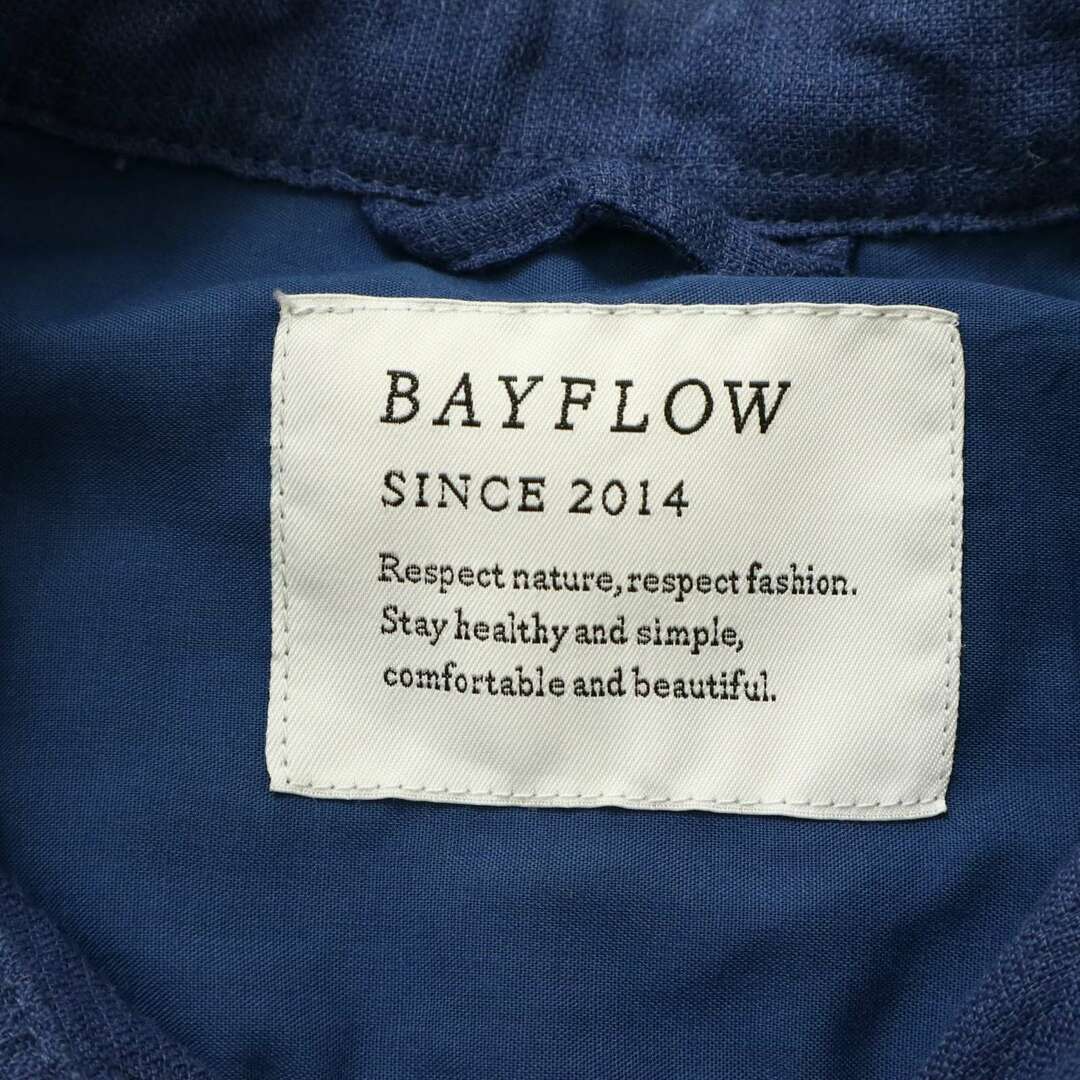 BAYFLOW
SINCE 2014
Respect nature, respect fashion.
Stay healthy and simple,
comfortable and beautiful.